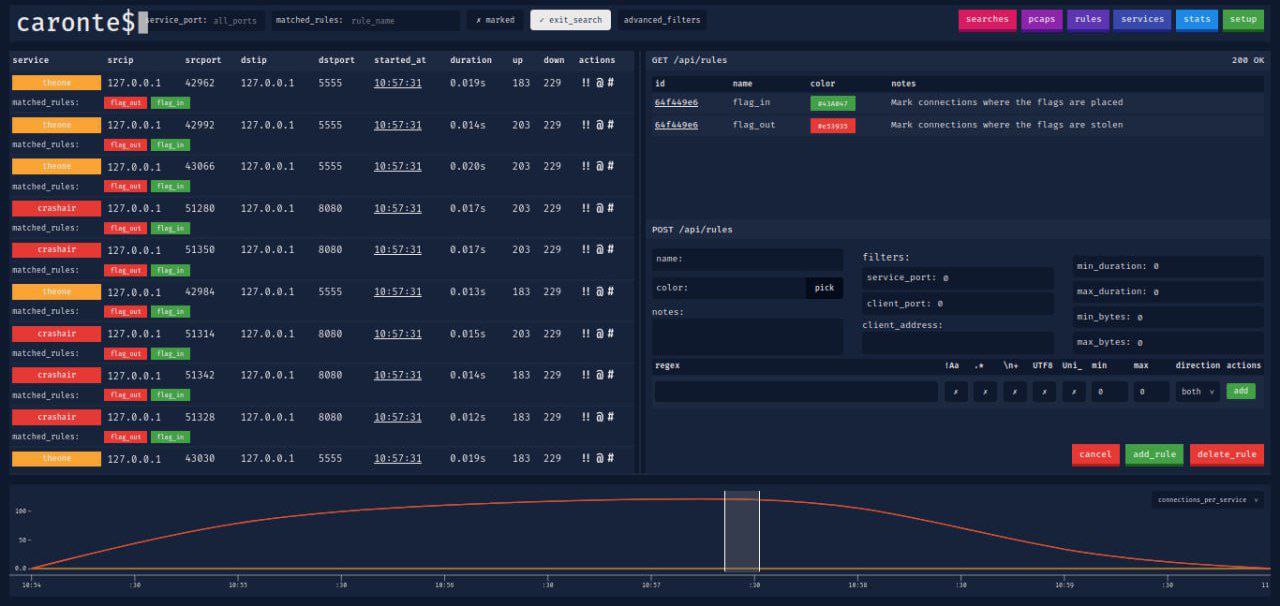 caronte$ service_port: all_ports matched_rules: rule_name ✗ marked ✓ exit_search advanced_filters searches pcaps rules services stats setup
service srcip srcport dstip dstport started_at duration up down actions
theone 127.0.0.1 42962 127.0.0.1 5555 10:57:31 0.019s 183 229 !! @ #
matched_rules: flag_out flag_in
theone 127.0.0.1 42992 127.0.0.1 5555 10:57:31 0.014s 203 229 !! @ #
matched_rules: flag_out flag_in
theone 127.0.0.1 43066 127.0.0.1 5555 10:57:31 0.020s 203 229 !! @ #
matched_rules: flag_out flag_in
crashair 127.0.0.1 51280 127.0.0.1 8080 10:57:31 0.017s 203 229 !! @ #
matched_rules: flag_out flag_in
crashair 127.0.0.1 51350 127.0.0.1 8080 10:57:31 0.017s 203 229 !! @ #
matched_rules: flag_out flag_in
theone 127.0.0.1 42984 127.0.0.1 5555 10:57:31 0.013s 183 229 !! @ #
matched_rules: flag_out flag_in
crashair 127.0.0.1 51314 127.0.0.1 8080 10:57:31 0.015s 183 229 !! @ #
matched_rules: flag_out flag_in
crashair 127.0.0.1 51342 127.0.0.1 8080 10:57:31 0.014s 183 229 !! @ #
matched_rules: flag_out flag_in
crashair 127.0.0.1 51328 127.0.0.1 8080 10:57:31 0.012s 183 229 !! @ #
matched_rules: flag_out flag_in
theone 127.0.0.1 43030 127.0.0.1 5555 10:57:31 0.019s 183 229 !! @ #
GET /api/rules 200 OK
id name color notes
64f449e6 flag_in #43A047 Mark connections where the flags are placed
64f449e6 flag_out #e53935 Mark connections where the flags are stolen
POST /api/rules
name:
color: pick
notes:
filters:
service_port: 0
client_port: 0
client_address:
min_duration: 0
max_duration: 0
min_bytes: 0
max_bytes: 0
regex !Aa .* \n+ UTF8 Uni_ min max direction actions
✗ ✗ ✗ ✗ ✗ 0 0 both add
cancel add_rule delete_rule
connections_per_service
100
50
0.0
10:54 :30 10:55 :30 10:56 :30 10:57 :30 10:58 :30 10:59 :30 11